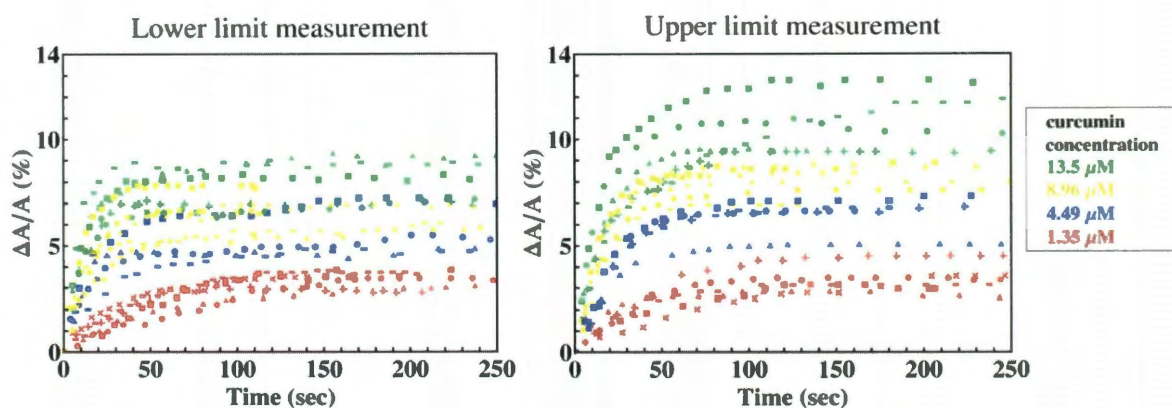 Lower limit measurement
14
10
5
0
ΔA/A (%)
0 50 100 150 200 250
Time (sec)
Upper limit measurement
14
10
5
0
ΔA/A (%)
0 50 100 150 200 250
Time (sec)
curcumin
concentration
13.5 μM
8.96 μM
4.49 μM
1.35 μM